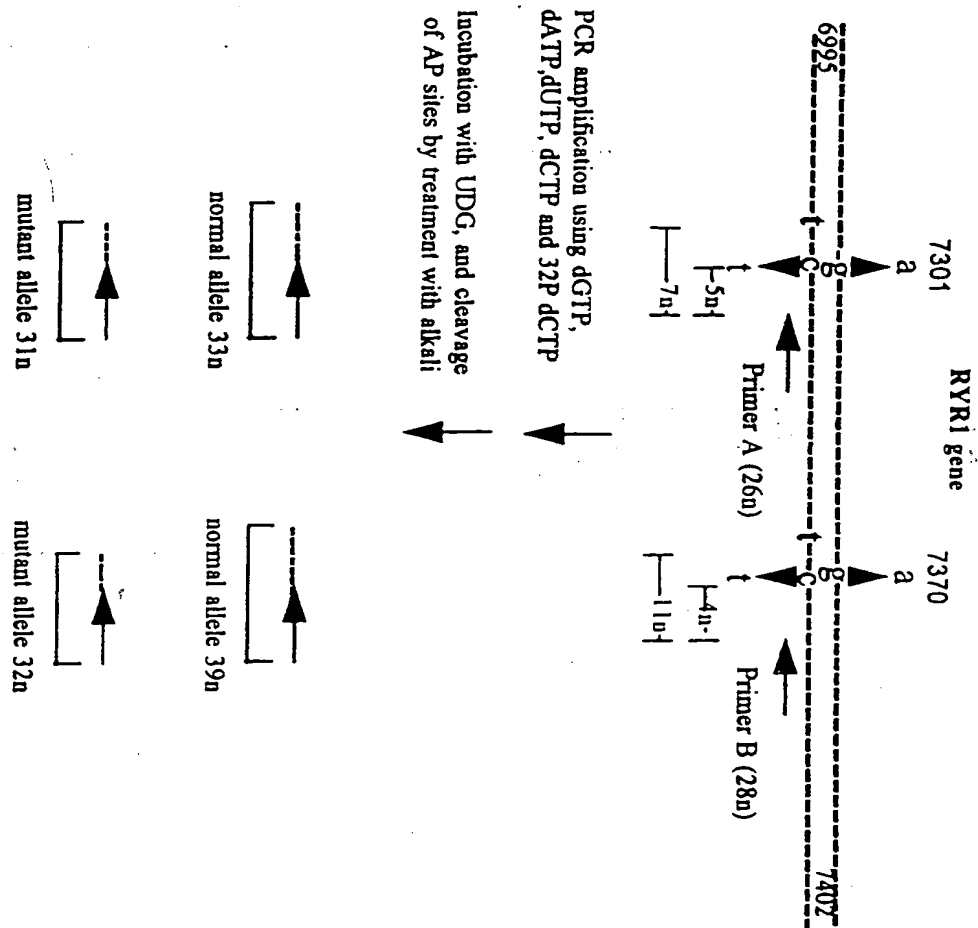 RYR1 gene
7301 7370
a a
g g
6995 t c t c 7402
t t
Primer A (26n) Primer B (28n)
5n 4n
7n 11n
PCR amplification using dGTP,
dATP,dUTP, dCTP and 32P dCTP
Incubation with UDG, and cleavage
of AP sites by treatment with alkali
normal allele 33n
normal allele 39n
mutant allele 31n
mutant allele 32n